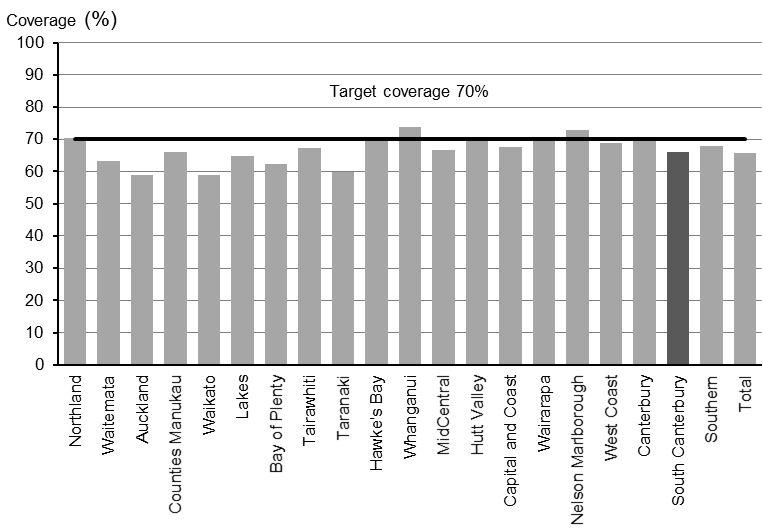 Coverage (%)
100
90
80
70
60
50
40
30
20
10
0
Target coverage 70%
Northland
Waitemata
Auckland
Counties Manukau
Waikato
Lakes
Bay of Plenty
Tairawhiti
Taranaki
Hawke's Bay
Whanganui
MidCentral
Hutt Valley
Capital and Coast
Wairarapa
Nelson Marlborough
West Coast
Canterbury
South Canterbury
Southern
Total